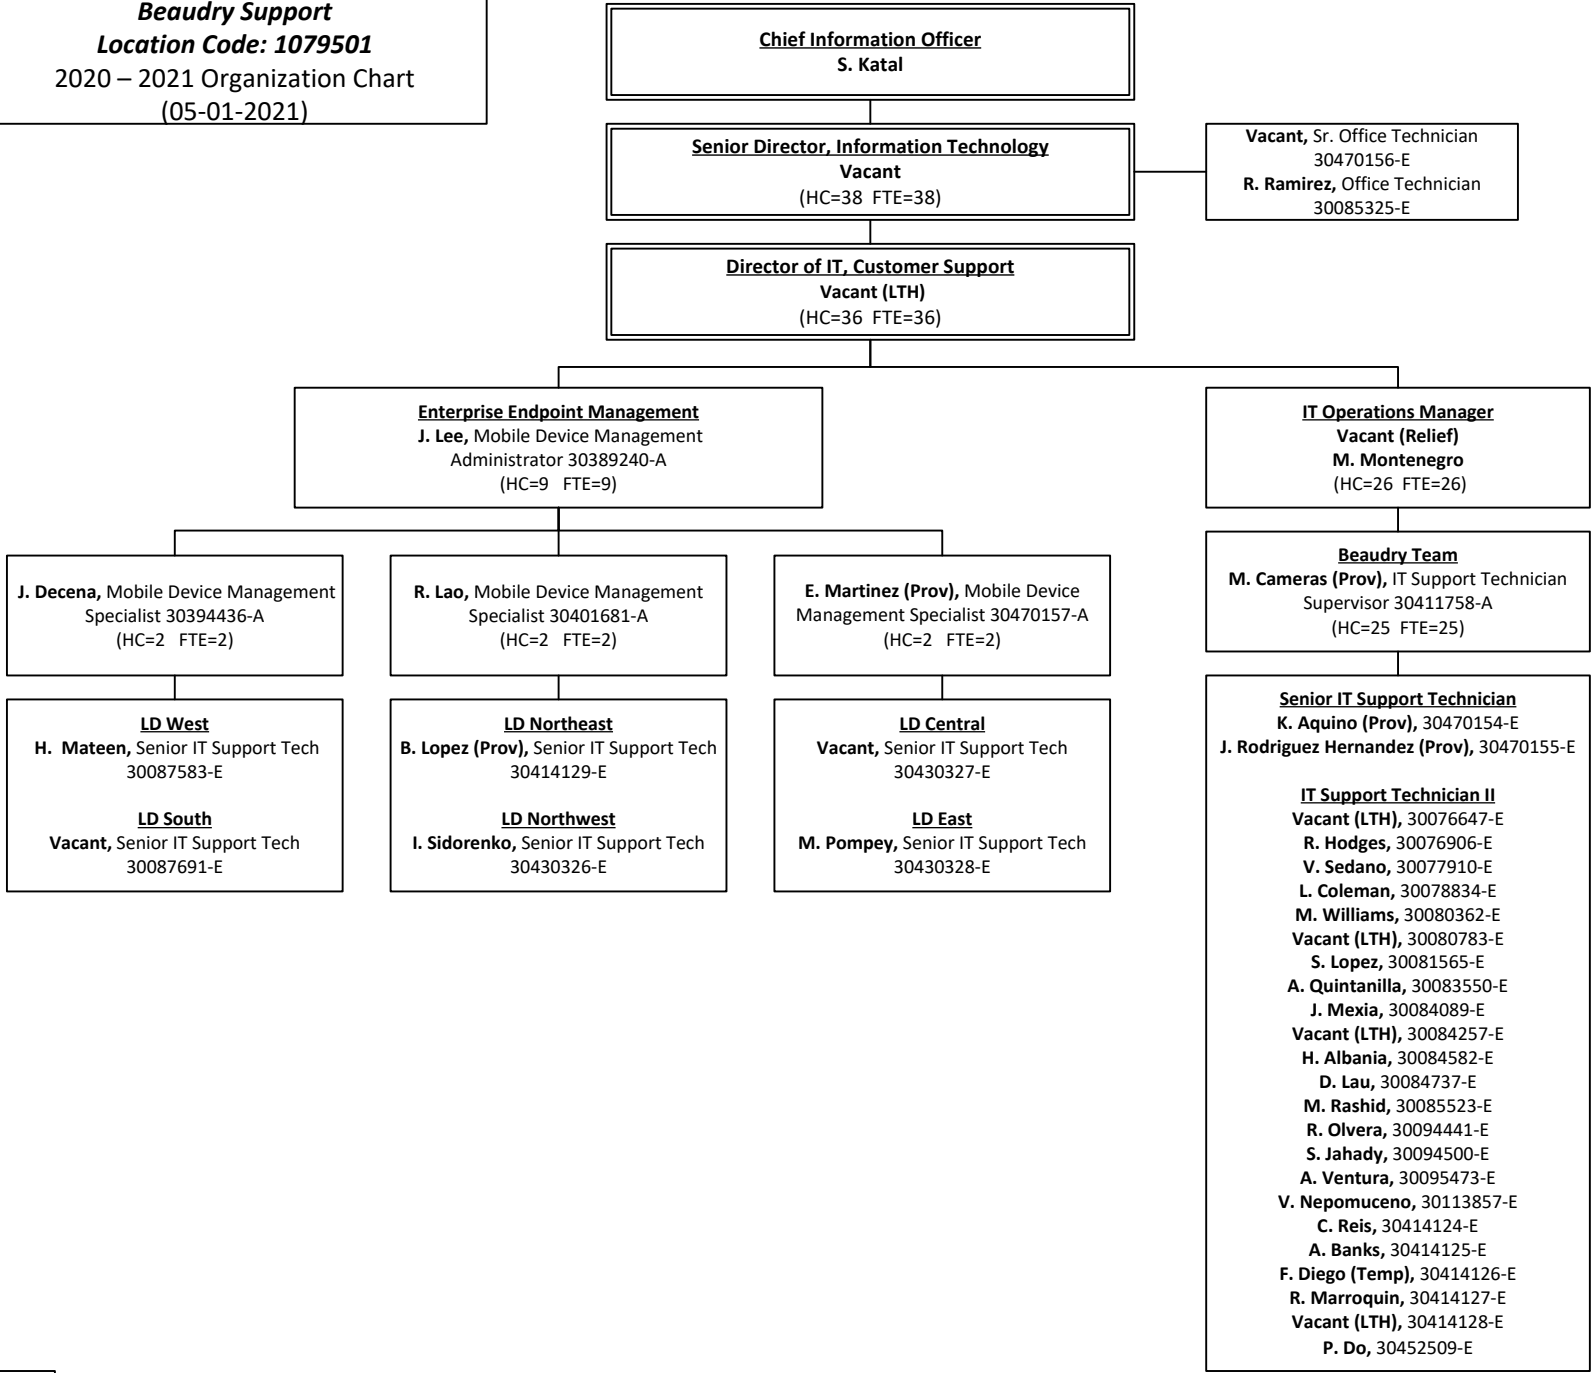 Beaudry Support
Location Code: 1079501
2020 – 2021 Organization Chart
(05-01-2021)
Chief Information Officer
S. Katal
Senior Director, Information Technology
Vacant
(HC=38 FTE=38)
Vacant, Sr. Office Technician
30470156-E
R. Ramirez, Office Technician
30085325-E
Director of IT, Customer Support
Vacant (LTH)
(HC=36 FTE=36)
Enterprise Endpoint Management
J. Lee, Mobile Device Management
Administrator 30389240-A
(HC=9 FTE=9)
IT Operations Manager
Vacant (Relief)
M. Montenegro
(HC=26 FTE=26)
J. Decena, Mobile Device Management
Specialist 30394436-A
(HC=2 FTE=2)
R. Lao, Mobile Device Management
Specialist 30401681-A
(HC=2 FTE=2)
E. Martinez (Prov), Mobile Device
Management Specialist 30470157-A
(HC=2 FTE=2)
Beaudry Team
M. Cameras (Prov), IT Support Technician
Supervisor 30411758-A
(HC=25 FTE=25)
LD West
H. Mateen, Senior IT Support Tech
30087583-E
LD South
Vacant, Senior IT Support Tech
30087691-E
LD Northeast
B. Lopez (Prov), Senior IT Support Tech
30414129-E
LD Northwest
I. Sidorenko, Senior IT Support Tech
30430326-E
LD Central
Vacant, Senior IT Support Tech
30430327-E
LD East
M. Pompey, Senior IT Support Tech
30430328-E
Senior IT Support Technician
K. Aquino (Prov), 30470154-E
J. Rodriguez Hernandez (Prov), 30470155-E
IT Support Technician II
Vacant (LTH), 30076647-E
R. Hodges, 30076906-E
V. Sedano, 30077910-E
L. Coleman, 30078834-E
M. Williams, 30080362-E
Vacant (LTH), 30080783-E
S. Lopez, 30081565-E
A. Quintanilla, 30083550-E
J. Mexia, 30084089-E
Vacant (LTH), 30084257-E
H. Albania, 30084582-E
D. Lau, 30084737-E
M. Rashid, 30085523-E
R. Olvera, 30094441-E
S. Jahady, 30094500-E
A. Ventura, 30095473-E
V. Nepomuceno, 30113857-E
C. Reis, 30414124-E
A. Banks, 30414125-E
F. Diego (Temp), 30414126-E
R. Marroquin, 30414127-E
Vacant (LTH), 30414128-E
P. Do, 30452509-E